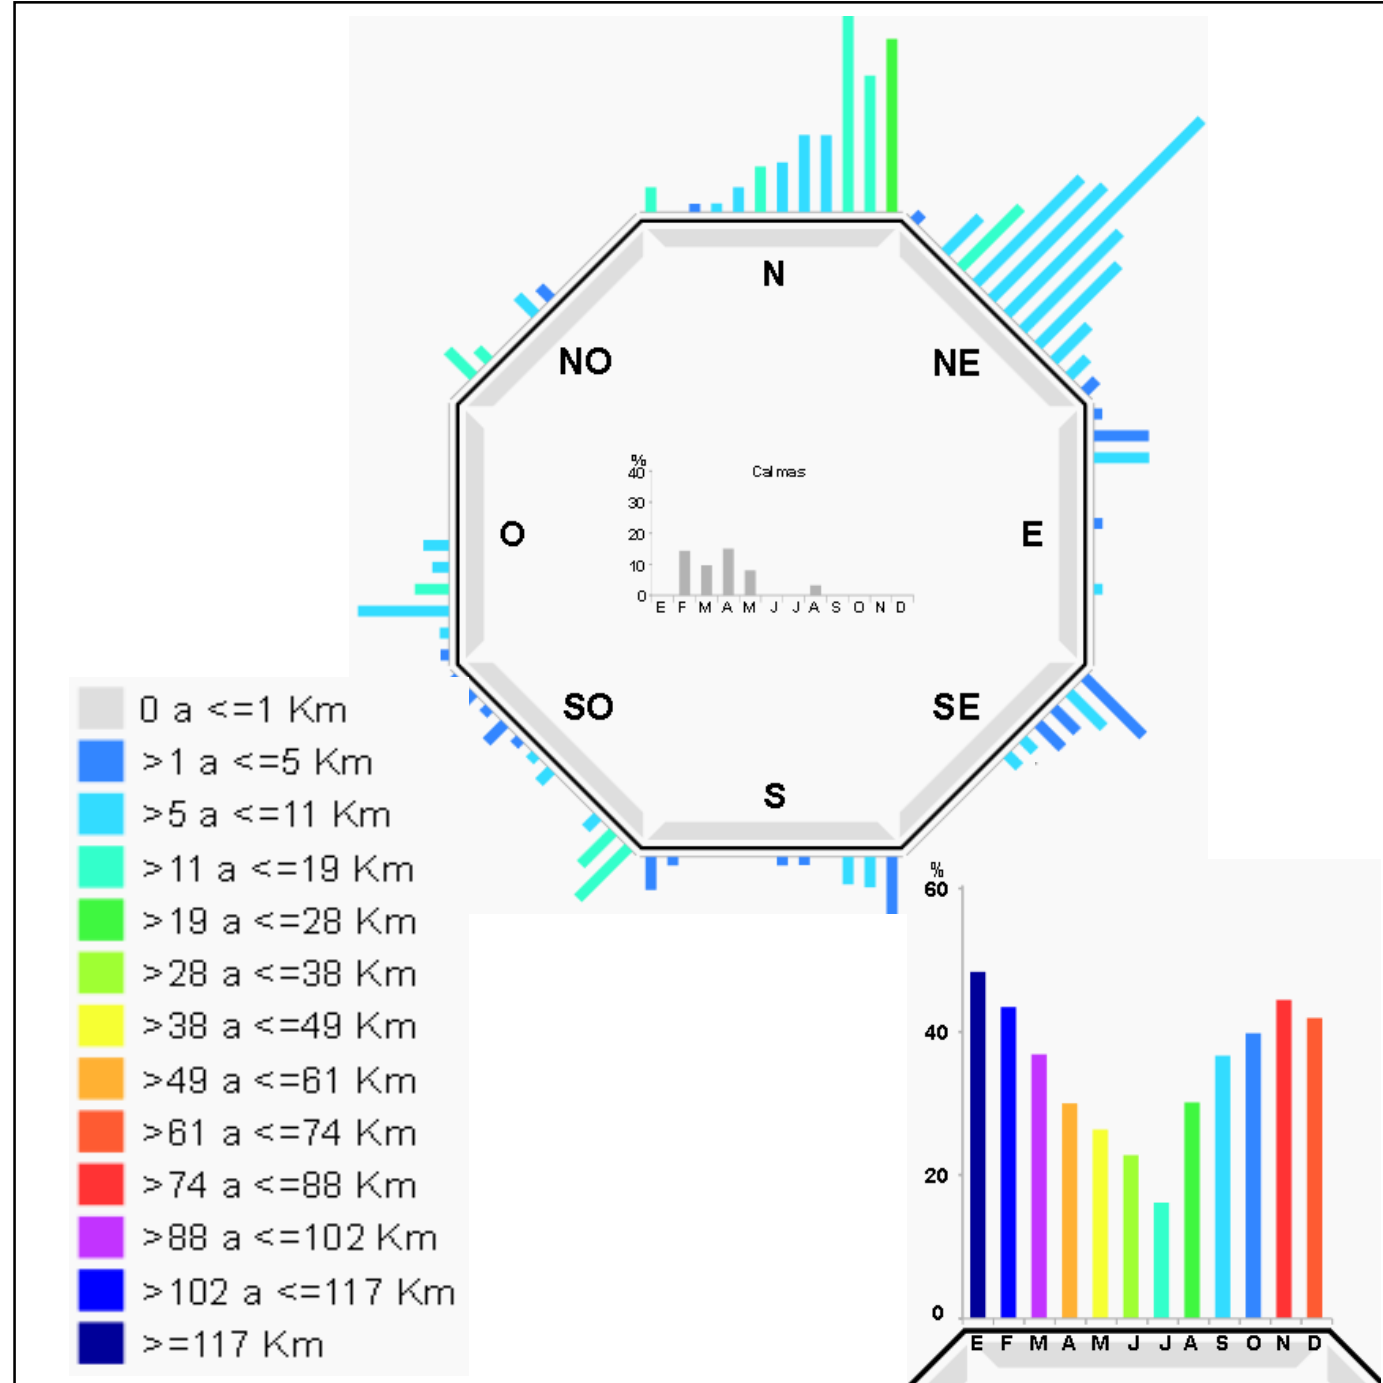 N
NO
NE
%
Calmas
40
30
20
10
0
E F M A M J J A S O N D
O
E
SO
SE
S
0 a <=1 Km
>1 a <=5 Km
>5 a <=11 Km
>11 a <=19 Km
>19 a <=28 Km
>28 a <=38 Km
>38 a <=49 Km
>49 a <=61 Km
>61 a <=74 Km
>74 a <=88 Km
>88 a <=102 Km
>102 a <=117 Km
>=117 Km
%
60
40
20
0
E F M A M J J A S O N D